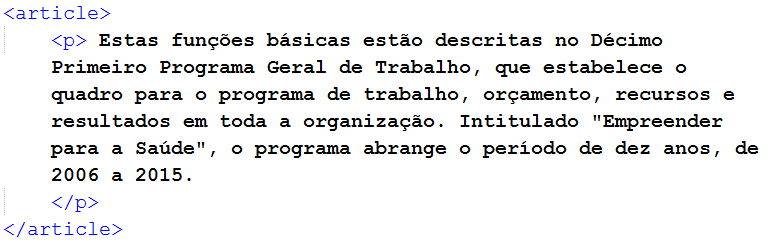 <article>
<p> Estas funções básicas estão descritas no Décimo
Primeiro Programa Geral de Trabalho, que estabelece o
quadro para o programa de trabalho, orçamento, recursos e
resultados em toda a organização. Intitulado "Empreender
para a Saúde", o programa abrange o período de dez anos, de
2006 a 2015.
</p>
</article>